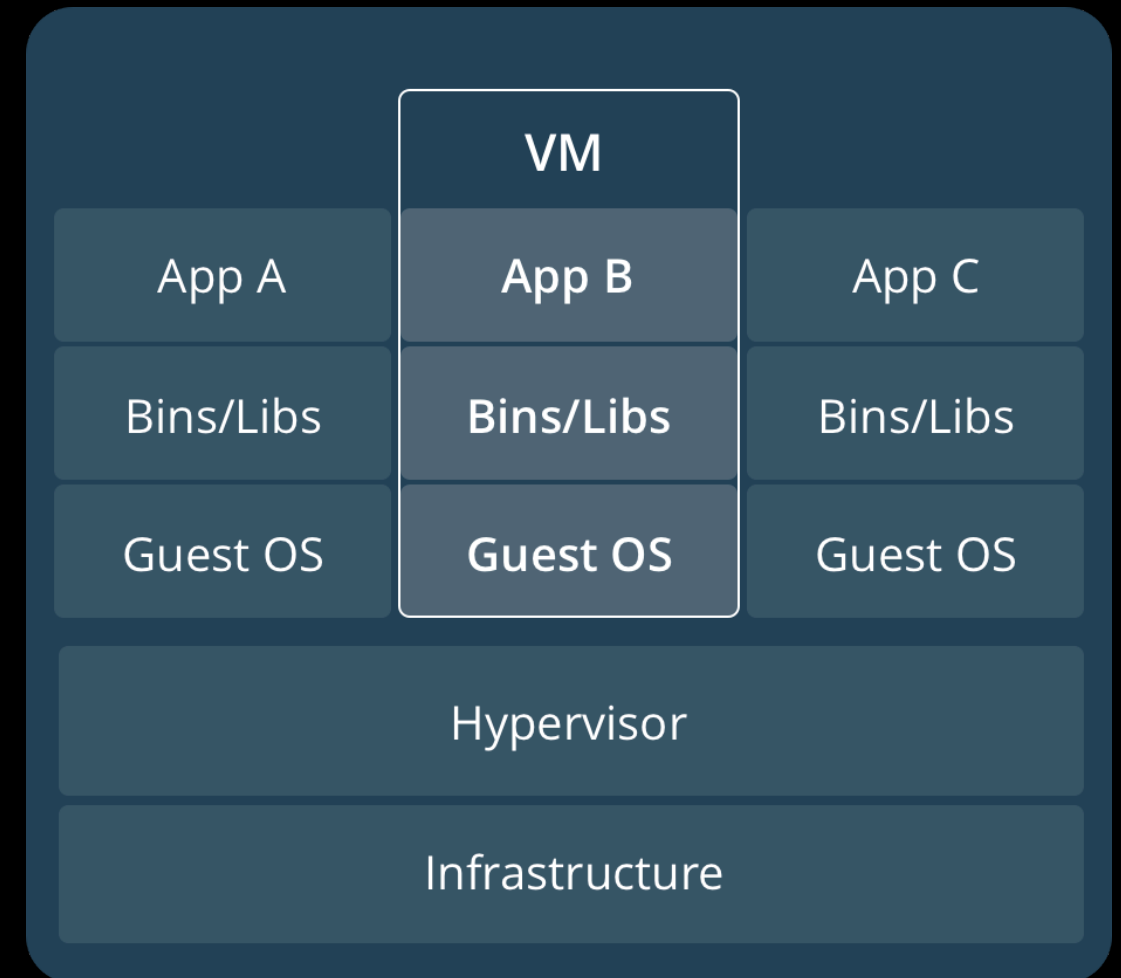 VM
App A
App B
App C
Bins/Libs
Bins/Libs
Bins/Libs
Guest OS
Guest OS
Guest OS
Hypervisor
Infrastructure